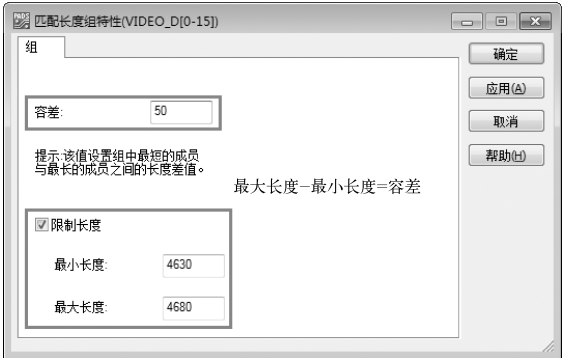 PADS 匹配长度组特性(VIDEO_D[0-15])
组
确定
应用(A)
取消
帮助(H)
容差: 50
提示:该值设置组中最短的成员
与最长的成员之间的长度差值。
最大长度-最小长度=容差
限制长度
最小长度: 4630
最大长度: 4680